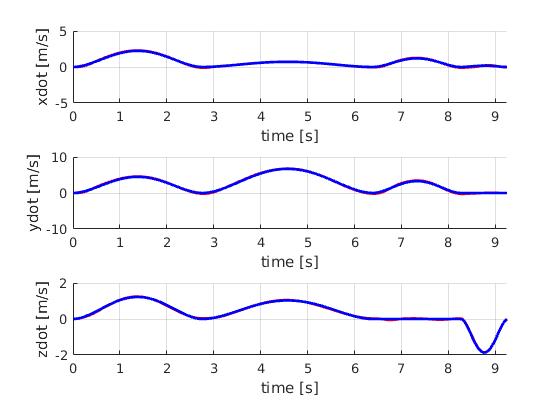 xdot [m/s]
5
0
-5
0 1 2 3 4 5 6 7 8 9
time [s]
ydot [m/s]
10
0
-10
0 1 2 3 4 5 6 7 8 9
time [s]
zdot [m/s]
2
0
-2
0 1 2 3 4 5 6 7 8 9
time [s]